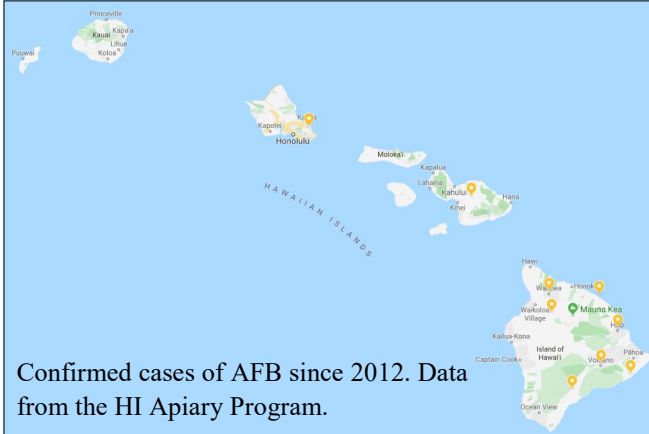 Princeville
Kauai
Kapa'a
Lihue
Koloa
Puuwai
Kapolei
Honolulu
Moloka'i
Kapalua
Lahaina
Kahului
Kihei
Hana
HAWAIIAN ISLANDS
Hawi
Waikoloa
Village
Mauna Kea
Hilo
Kailua-Kona
Captain Cook
Island of
Hawai'i
Volcano
Pāhoa
Ocean View
Confirmed cases of AFB since 2012. Data
from the HI Apiary Program.